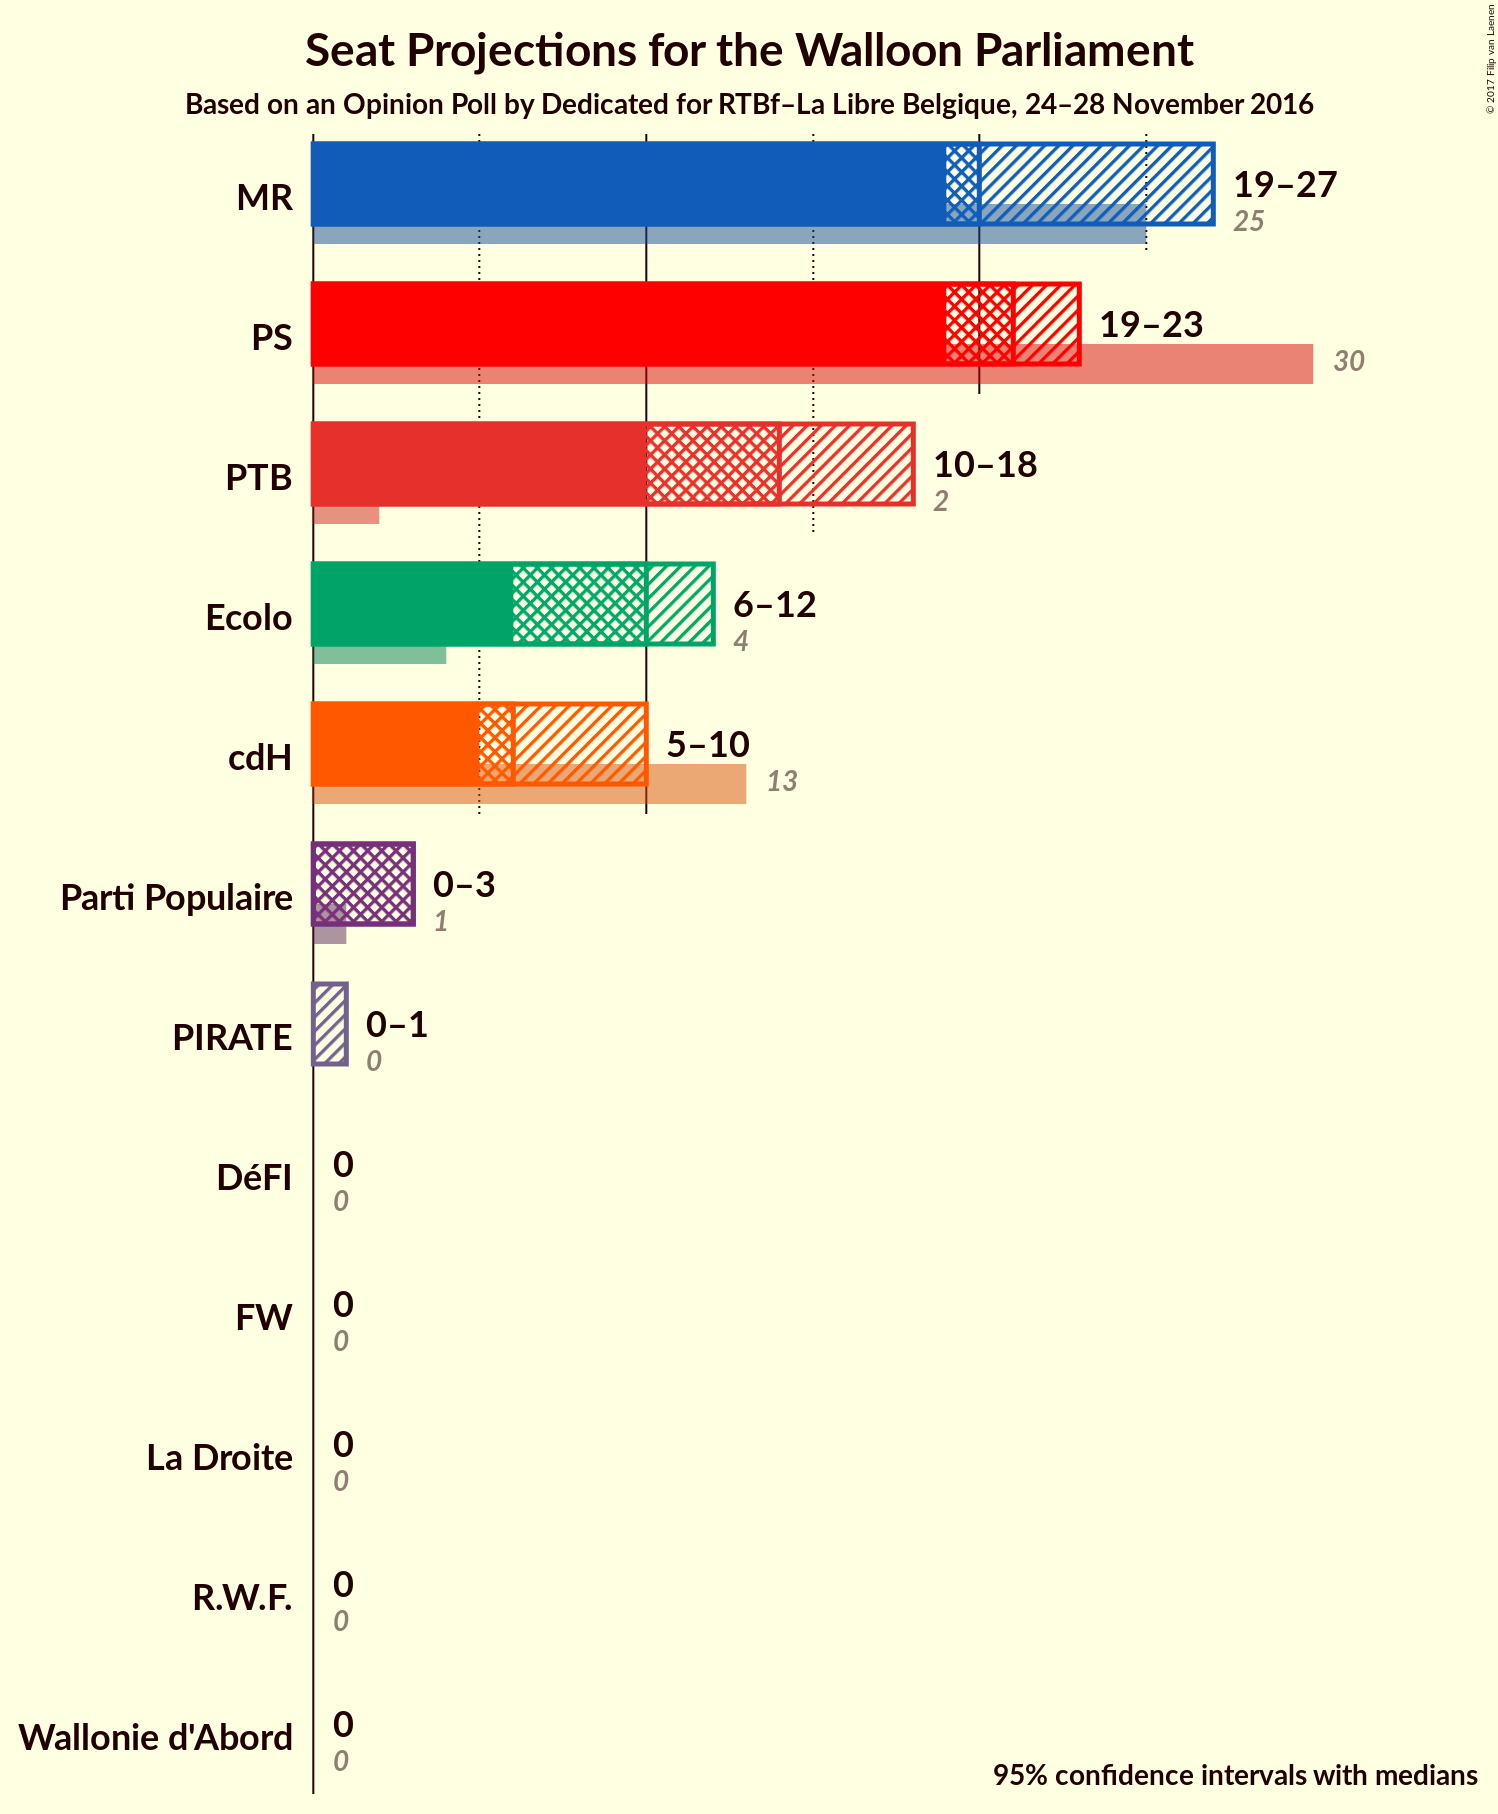 Seat Projections for the Walloon Parliament
Based on an Opinion Poll by Dedicated for RTBf–La Libre Belgique, 24–28 November 2016
© 2017 Filip van Laenen
MR
19–27
25
PS
19–23
30
PTB
10–18
2
Ecolo
6–12
4
cdH
5–10
13
Parti Populaire
0–3
1
PIRATE
0–1
0
DéFI
0
0
FW
0
0
La Droite
0
0
R.W.F.
0
0
Wallonie d'Abord
0
0
95% confidence intervals with medians